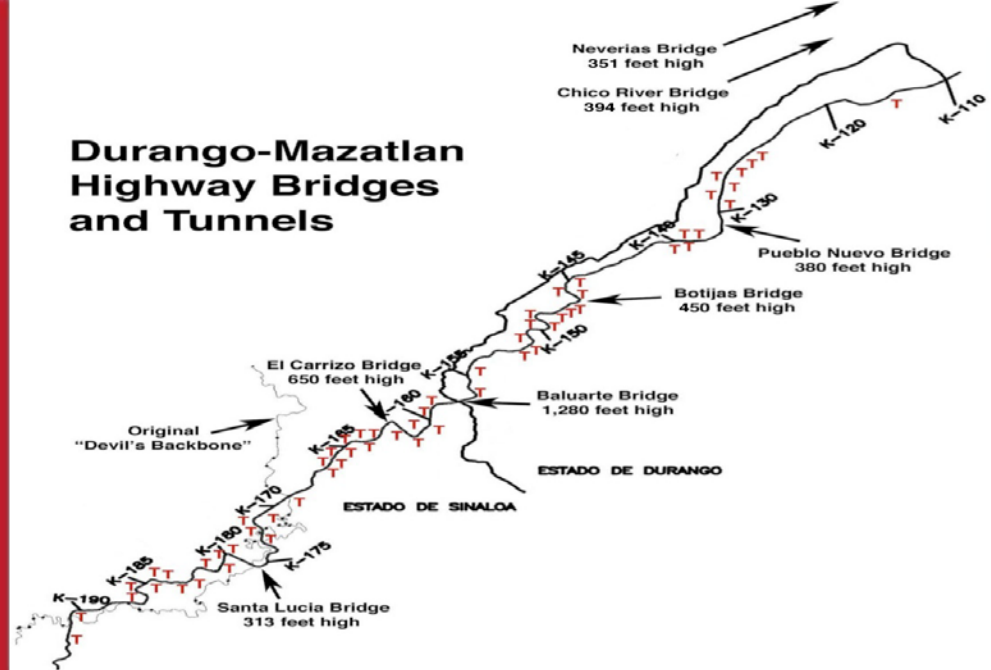 Neverias Bridge
351 feet high
Chico River Bridge
394 feet high
Durango-Mazatlan
Highway Bridges
and Tunnels
K-110
T
K-120
T T T T T T T
K-130
Pueblo Nuevo Bridge
380 feet high
K-140
T T
T T
K-145
Botijas Bridge
450 feet high
K-150
K-155
El Carrizo Bridge
650 feet high
Baluarte Bridge
1,280 feet high
-160
Original
"Devil's Backbone"
K-165
ESTADO DE DURANGO
ESTADO DE SINALOA
K-170
K-180
K-175
K-185
K-190
Santa Lucia Bridge
313 feet high
T
T